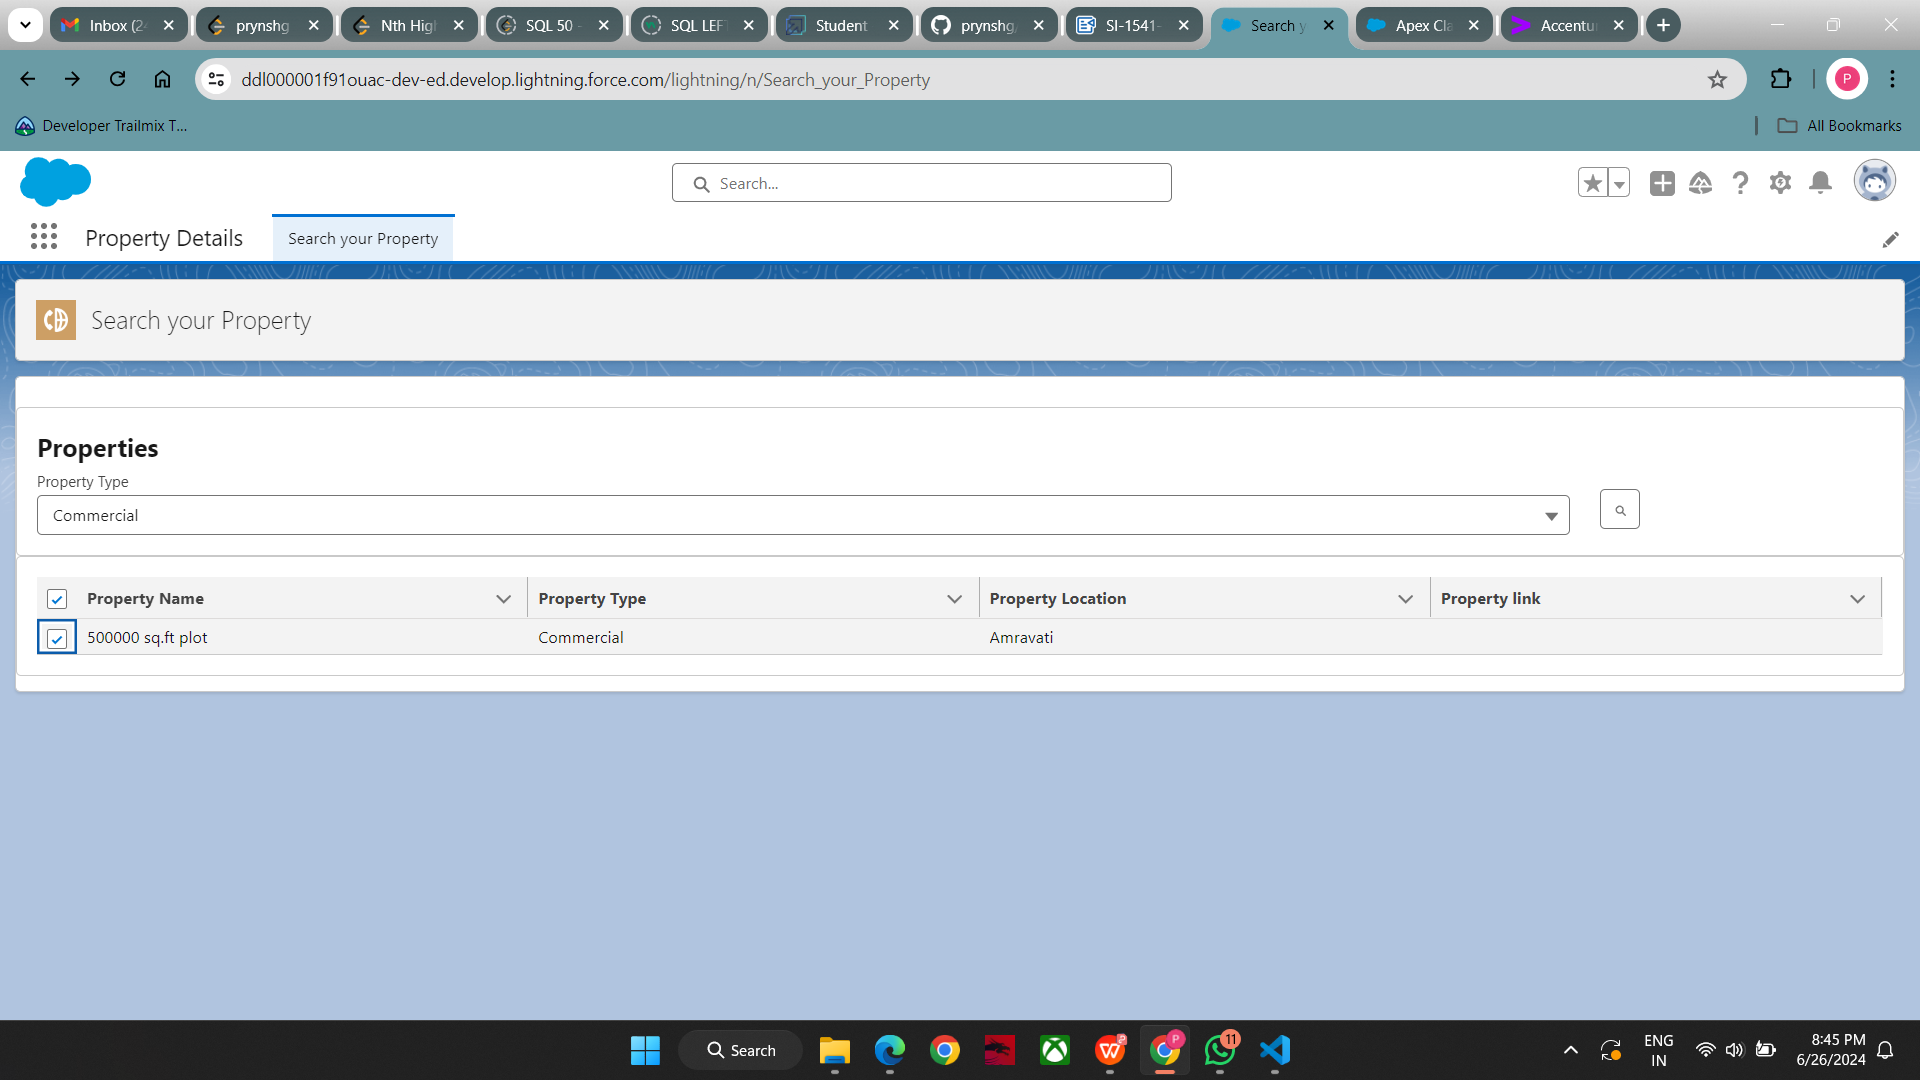 Inbox (24
prynshg
Nth High
SQL 50 -
SQL LEFT
Student
prynshg/
SI-1541-
Search y
Apex Cla
Accentu
ddl000001f91ouac-dev-ed.develop.lightning.force.com/lightning/n/Search_your_Property
P
Developer Trailmix T...
All Bookmarks
Search...
Property Details
Search your Property
Search your Property
Properties
Property Type
Commercial
Property Name
Property Type
Property Location
Property link
500000 sq.ft plot
Commercial
Amravati
Search
P
11
ENG
IN
8:45 PM
6/26/2024